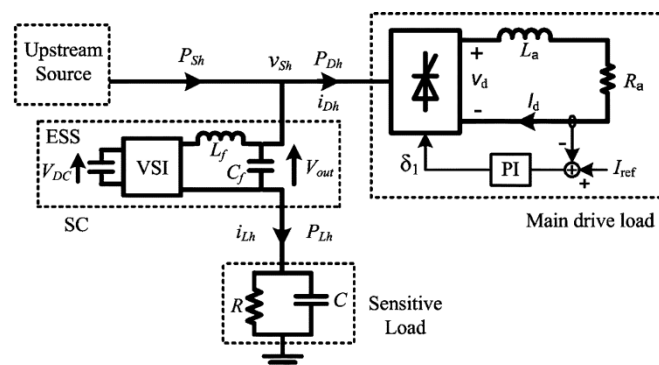 Upstream
Source
P_Sh
v_Sh
P_Dh
i_Dh
L_a
R_a
+
v_d
-
I_d
-
+
δ_1
PI
I_ref
Main drive load
ESS
V_DC
VSI
L_f
C_f
V_out
SC
i_Lh
P_Lh
R
C
Sensitive
Load